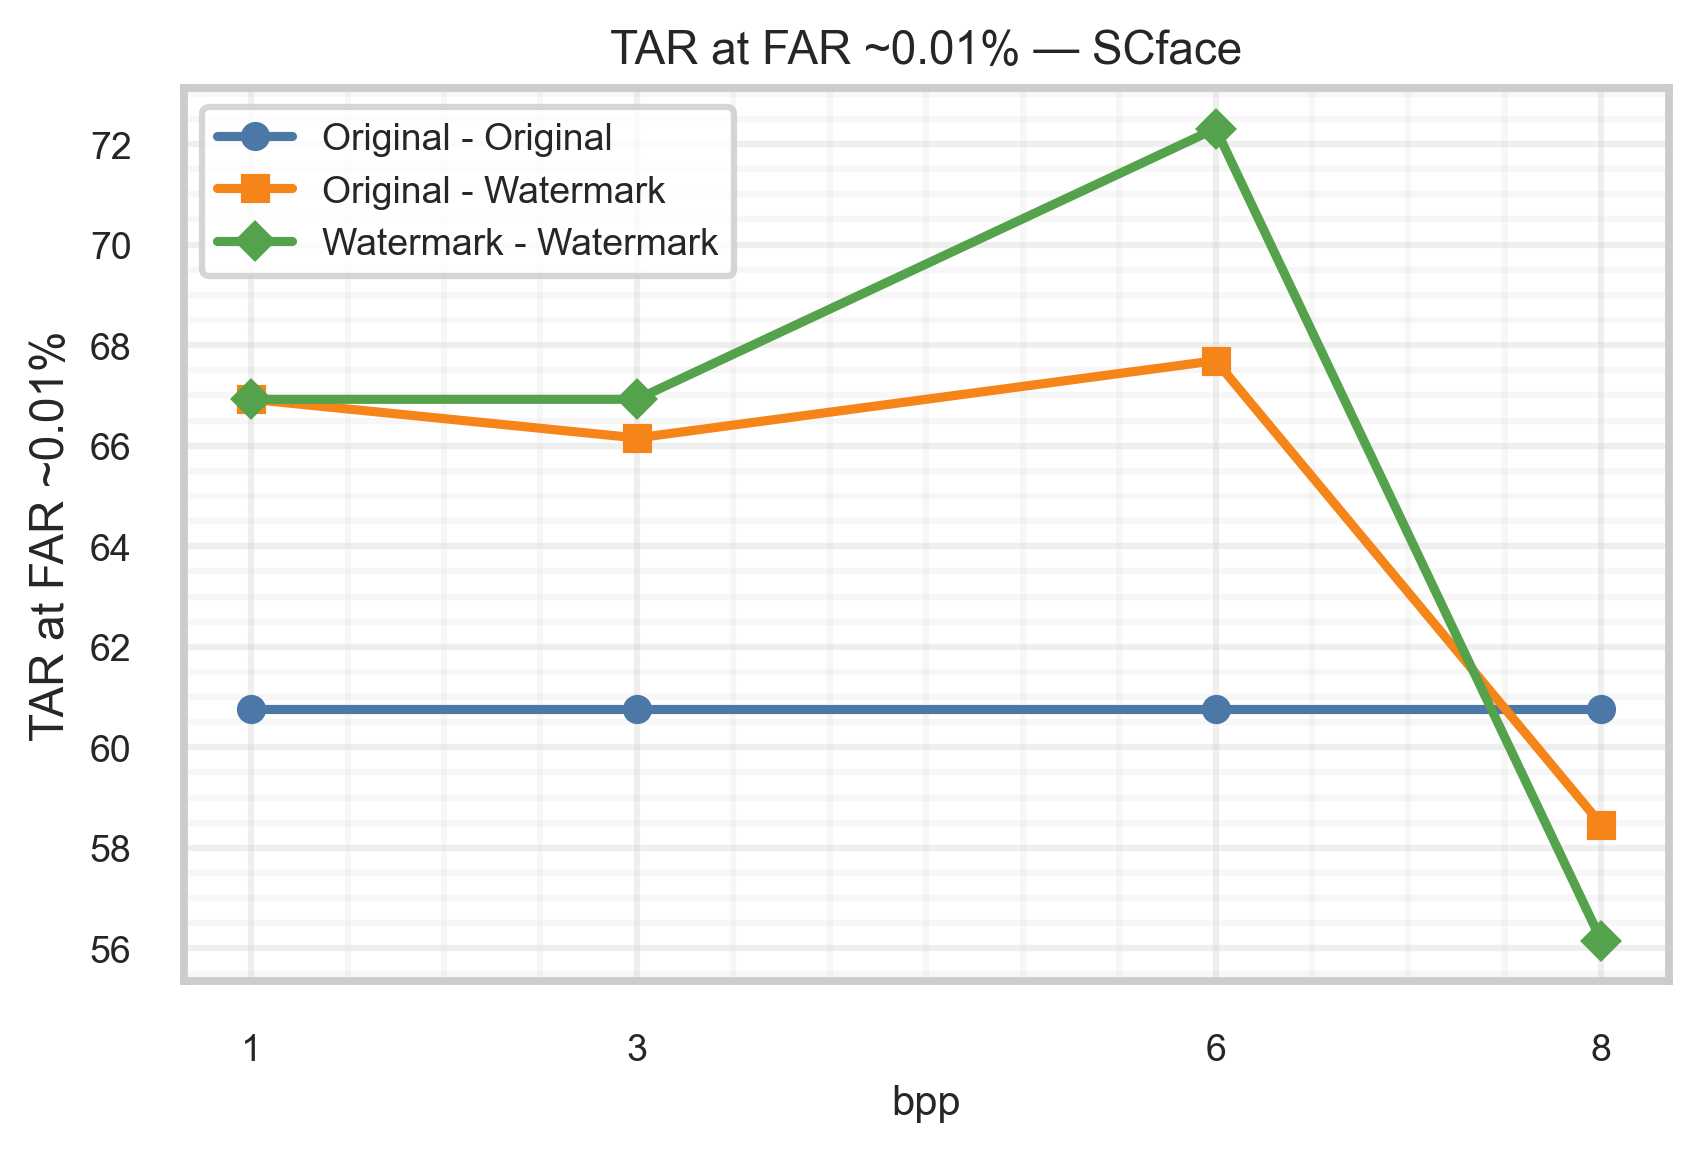 TAR at FAR ~0.01% — SCface
Original - Original
Original - Watermark
Watermark - Watermark
TAR at FAR ~0.01%
72
70
68
66
64
62
60
58
56
1 3 6 8
bpp